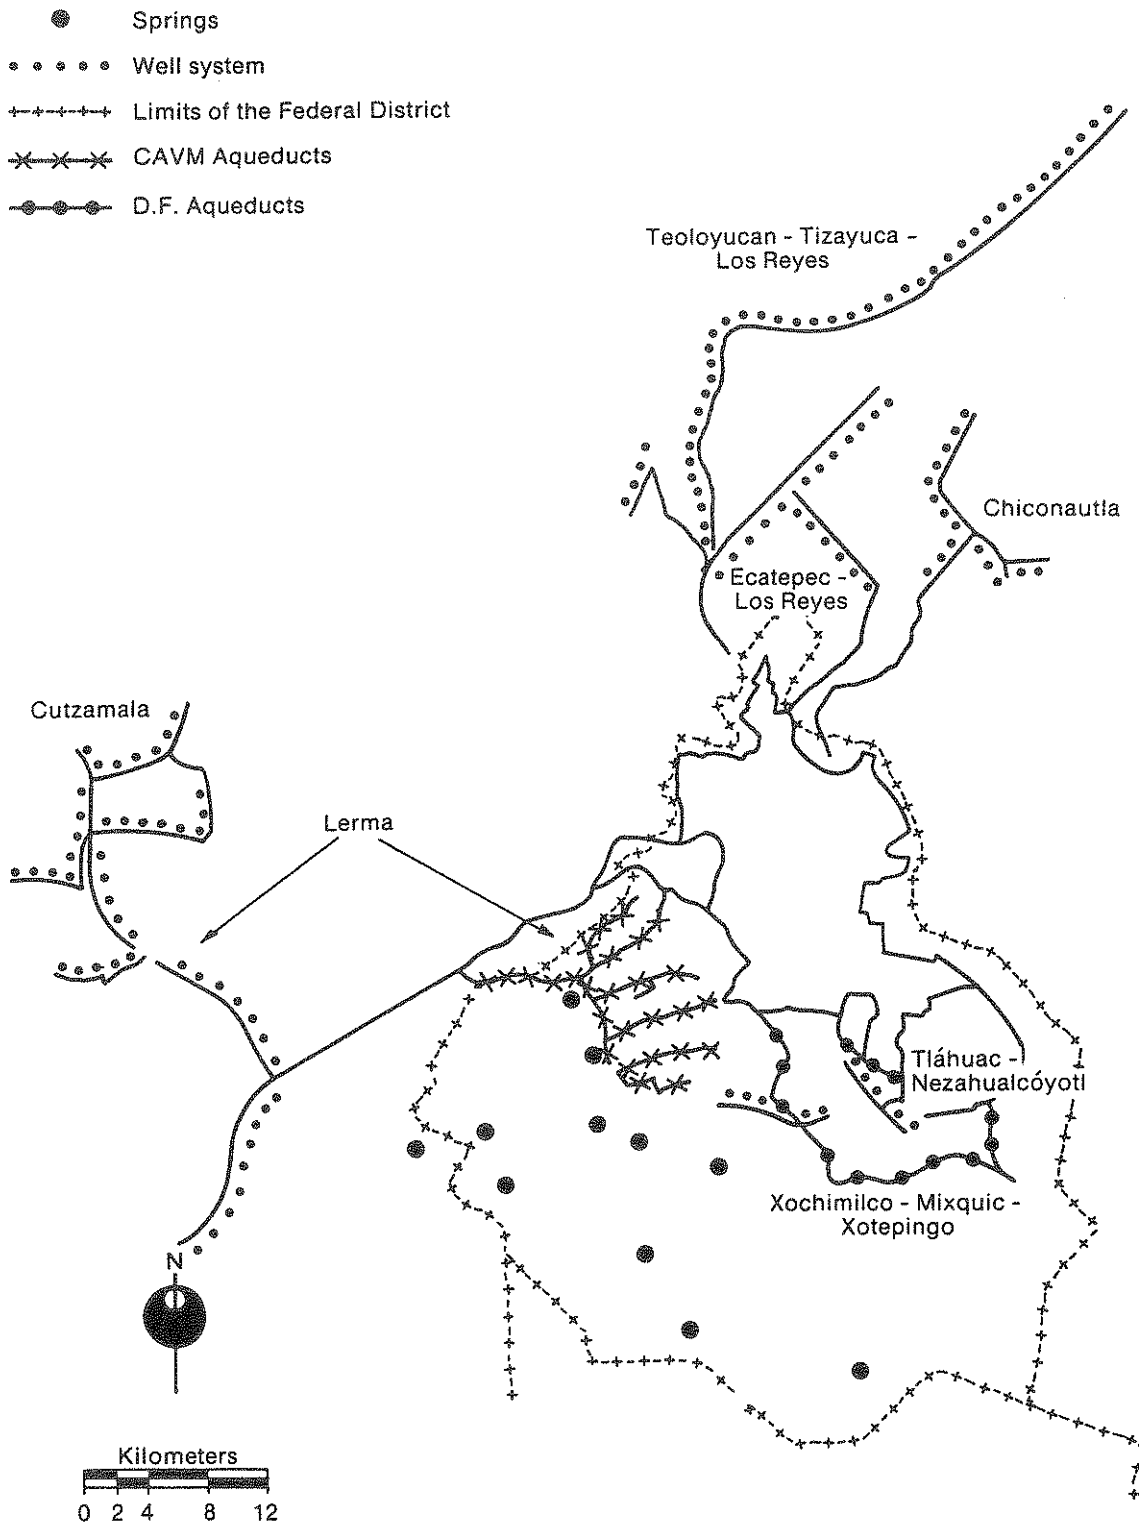 Springs
Well system
Limits of the Federal District
CAVM Aqueducts
D.F. Aqueducts
Teoloyucan - Tizayuca -
Los Reyes
Chiconautla
Ecatepec -
Los Reyes
Cutzamala
Lerma
Tláhuac -
Nezahualcóyotl
Xochimilco - Mixquic -
Xotepingo
N
Kilometers
0 2 4 8 12